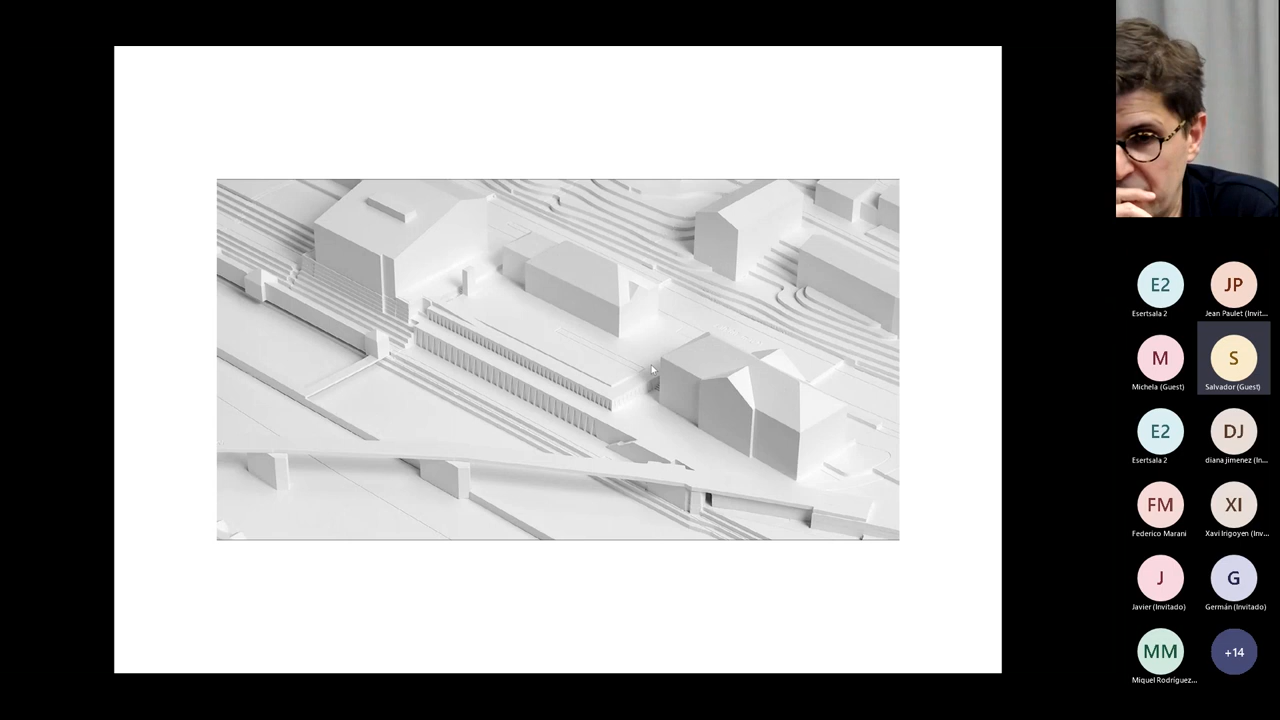 E2
JP
Esertsala 2
Jean Paulet (Invit...
M
S
Michela (Guest)
Salvador (Guest)
E2
DJ
Esertsala 2
diana jimenez (In...
FM
XI
Federico Marani
Xavi Irigoyen (Inv...
J
G
Javier (Invitado)
Germán (Invitado)
MM
+14
Miquel Rodríguez...